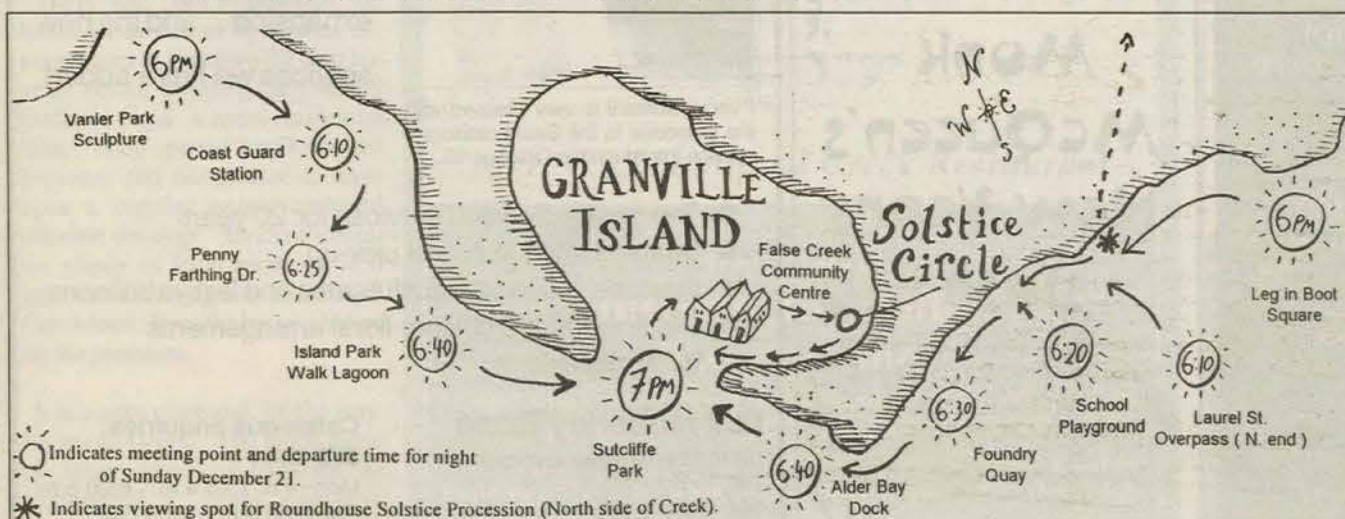 6PM
Vanier Park
Sculpture
Coast Guard
Station
6:10
Penny
Farthing Dr.
6:25
Island Park
Walk Lagoon
6:40
GRANVILLE
ISLAND
False Creek
Community
Centre
Solstice
Circle
N
W E
S
7PM
Sutcliffe
Park
6:40
Alder Bay
Dock
6:30
Foundry
Quay
6:20
School
Playground
6:10
Laurel St.
Overpass ( N. end )
6PM
Leg in Boot
Square
Indicates meeting point and departure time for night
of Sunday December 21.
Indicates viewing spot for Roundhouse Solstice Procession (North side of Creek).